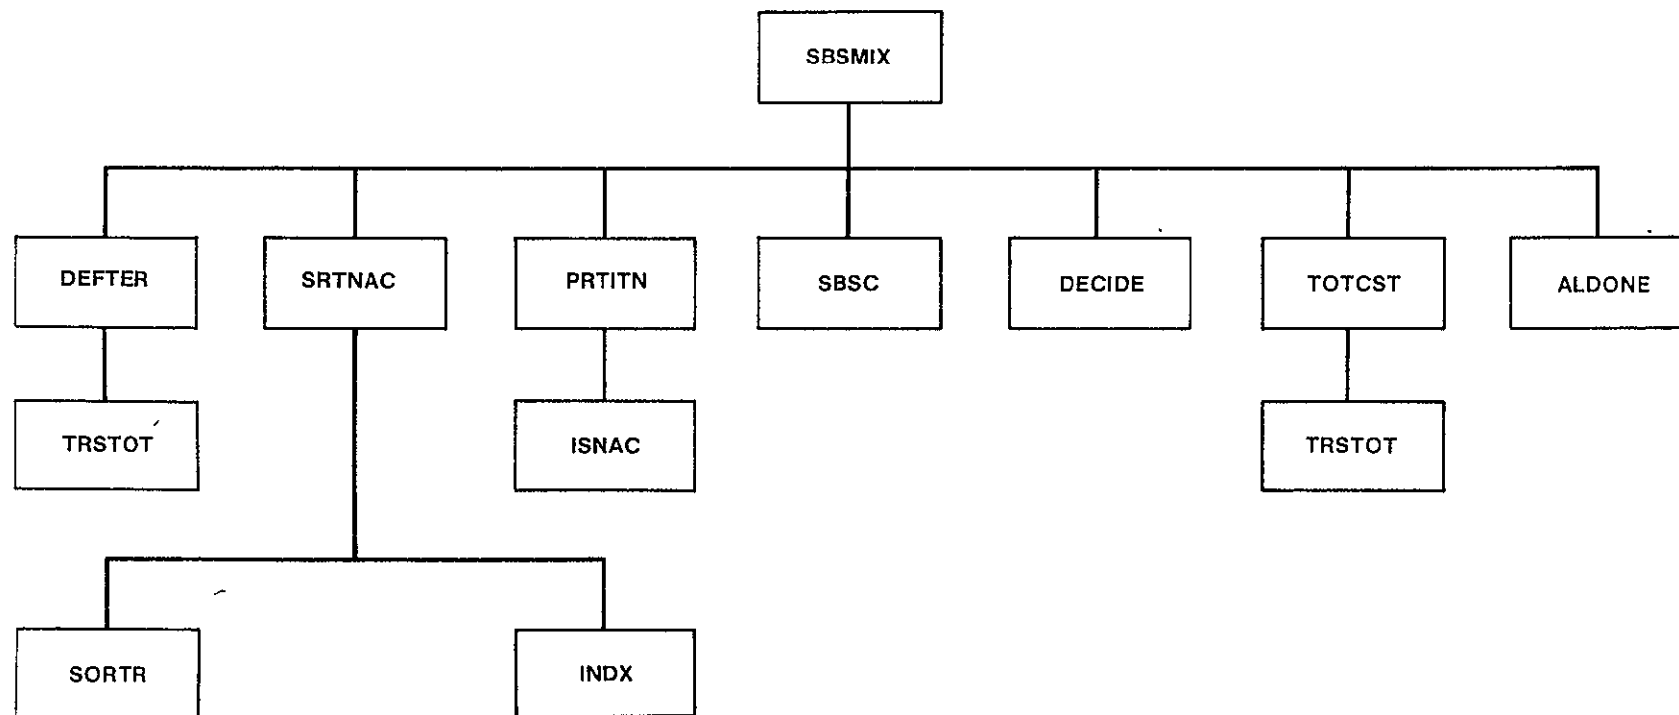 SBSMIX
DEFTER
SRTNAC
PRTITN
SBSC
DECIDE
TOTCST
ALDONE
TRSTOT
ISNAC
TRSTOT
SORTR
INDX